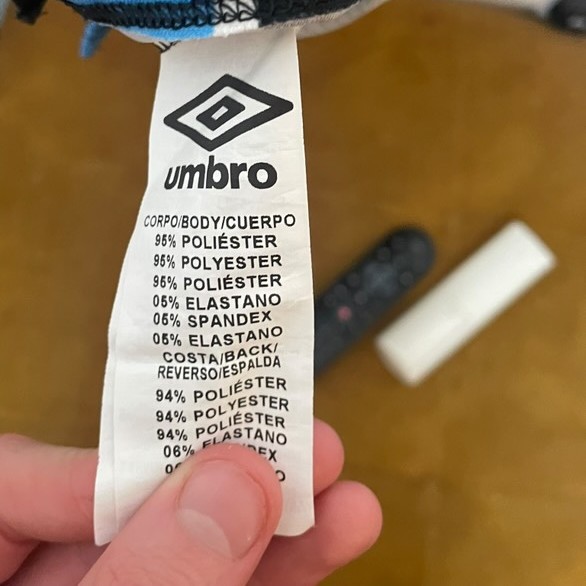 umbro
CORPO/BODY/CUERPO
95% POLIÉSTER
95% POLYESTER
95% POLIÉSTER
05% ELASTANO
05% SPANDEX
05% ELASTANO
COSTA/BACK/
REVERSO/ESPALDA
94% POLIÉSTER
94% POLYESTER
94% POLIÉSTER
06% ELASTANO